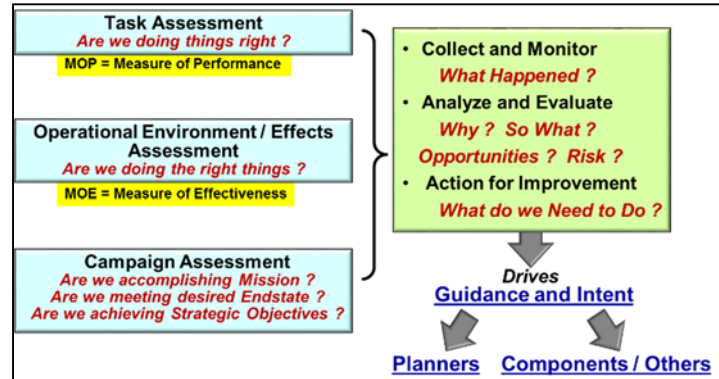 Task Assessment
Are we doing things right ?
MOP = Measure of Performance
Operational Environment / Effects
Assessment
Are we doing the right things ?
MOE = Measure of Effectiveness
Campaign Assessment
Are we accomplishing Mission ?
Are we meeting desired Endstate ?
Are we achieving Strategic Objectives ?
• Collect and Monitor
What Happened ?
• Analyze and Evaluate
Why ? So What ?
Opportunities ? Risk ?
• Action for Improvement
What do we Need to Do ?
Drives
Guidance and Intent
Planners
Components / Others